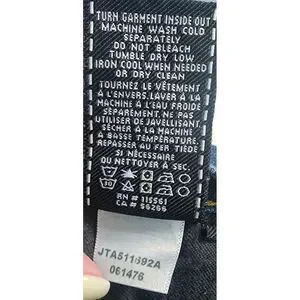 TURN GARMENT INSIDE OUT
MACHINE WASH COLD
SEPARATELY
DO NOT BLEACH
TUMBLE DRY LOW
IRON COOL WHEN NEEDED
OR DRY CLEAN
TOURNEZ LE VÊTEMENT
À L'ENVERS. LAVER À LA
MACHINE À L'EAU FROIDE
SÉPARÉMENT. NE PAS
UTILISER DE JAVELLISANT.
SÉCHER À LA MACHINE
À BASSE TEMPÉRATURE.
REPASSER AU FER TIÈDE
SI NÉCESSAIRE
OU NETTOYER À SEC.
RN # 115561
CA # 56266
JTA511692A
061476